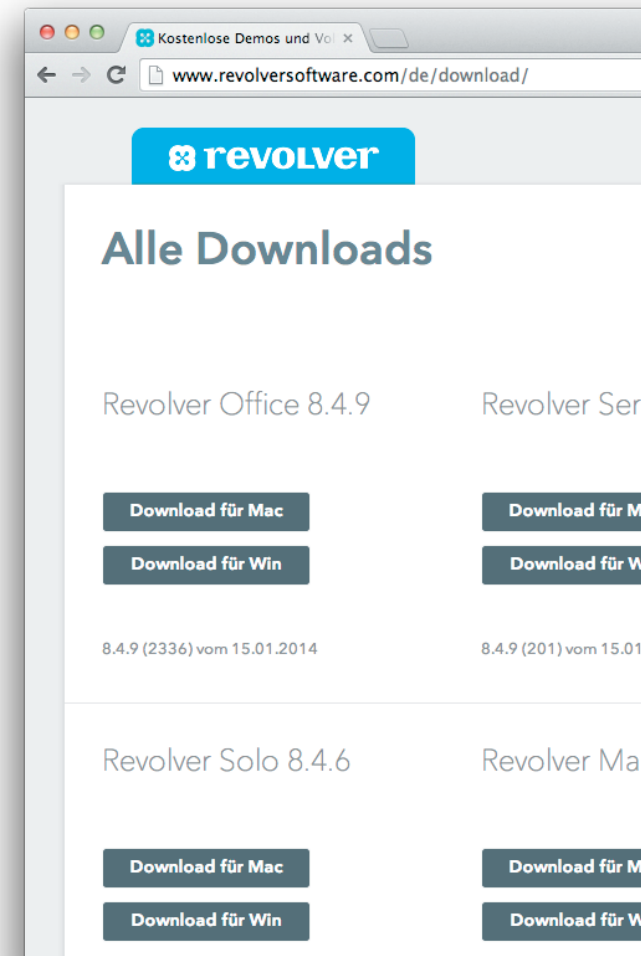 Kostenlose Demos und Vol
www.revolversoftware.com/de/download/
revolver
Alle Downloads
Revolver Office 8.4.9
Revolver Ser
Download für Mac
Download für M
Download für Win
Download für W
8.4.9 (2336) vom 15.01.2014
8.4.9 (201) vom 15.01
Revolver Solo 8.4.6
Revolver Ma
Download für Mac
Download für M
Download für Win
Download für W